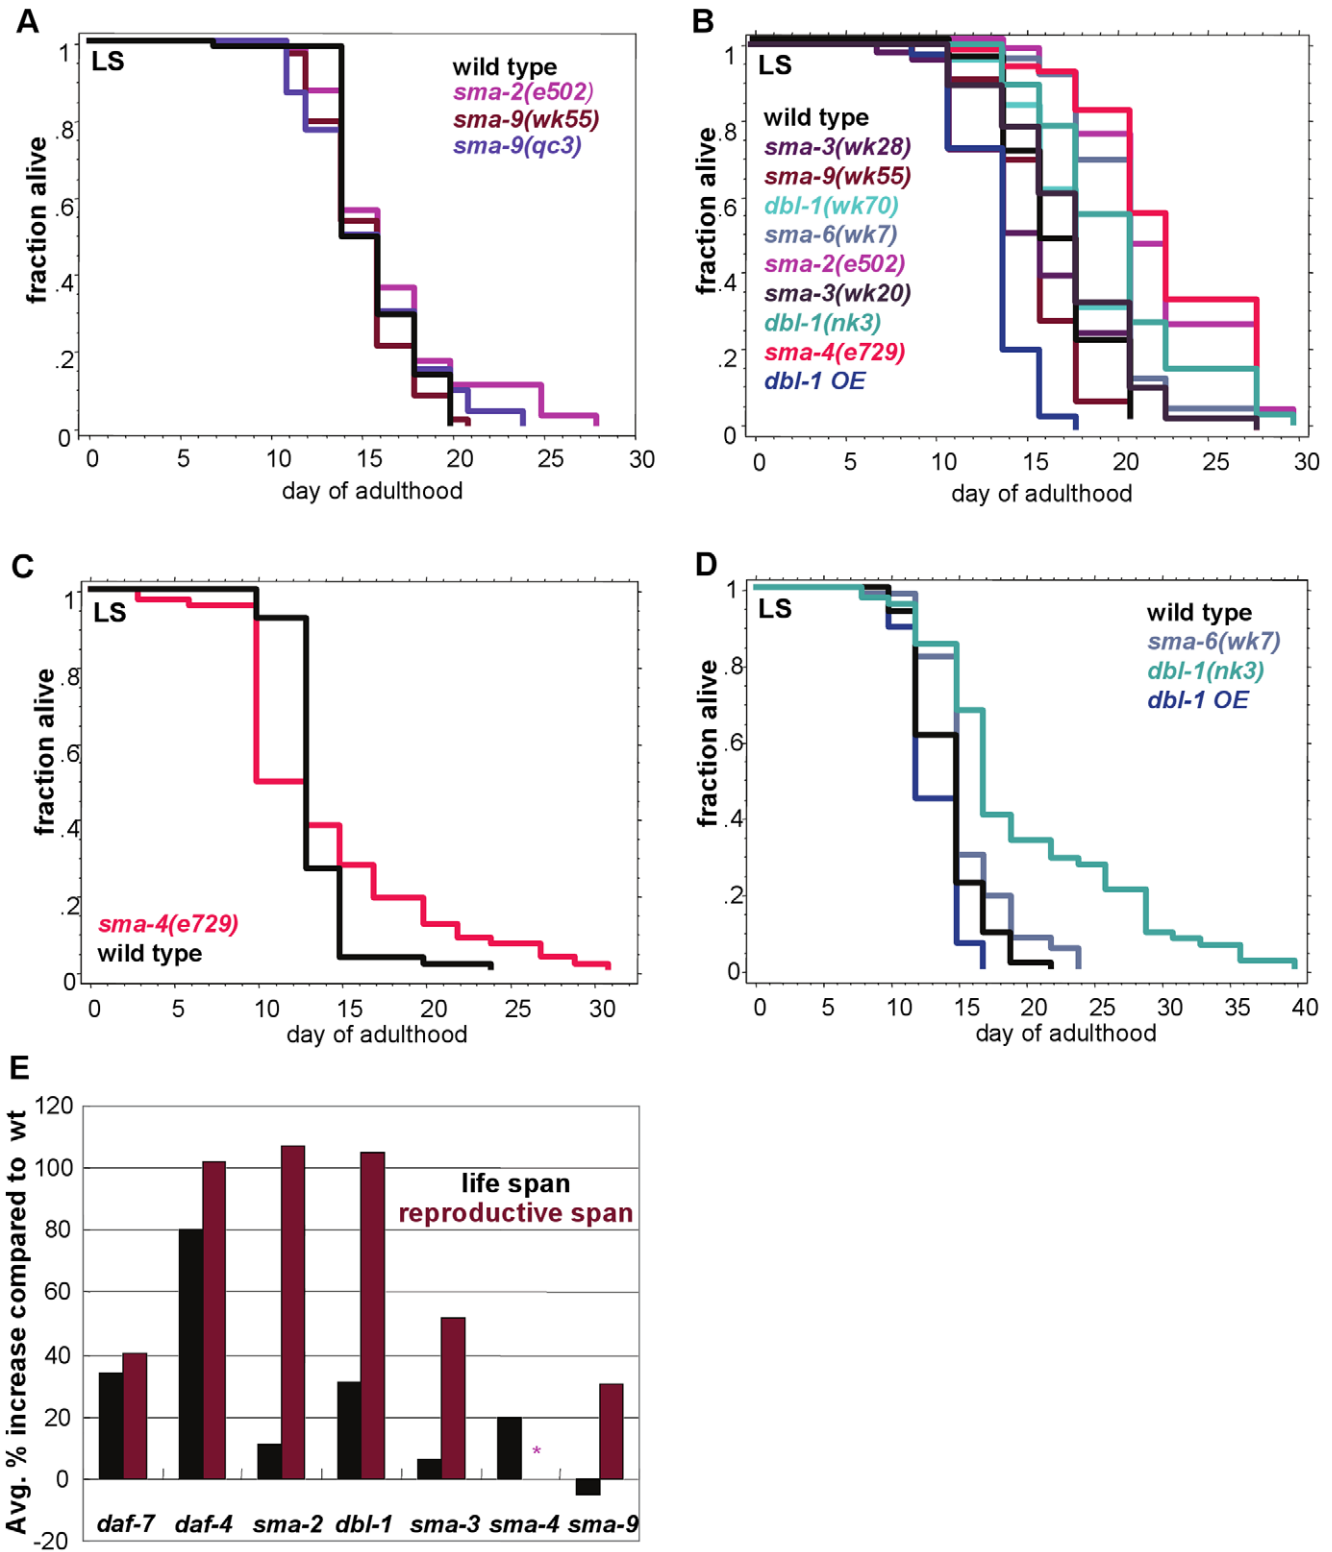 A
LS
wild type
sma-2(e502)
sma-9(wk55)
sma-9(qc3)
fraction alive
1
.8
.6
.4
.2
0
0 5 10 15 20 25 30
day of adulthood
B
LS
wild type
sma-3(wk28)
sma-9(wk55)
dbl-1(wk70)
sma-6(wk7)
sma-2(e502)
sma-3(wk20)
dbl-1(nk3)
sma-4(e729)
dbl-1 OE
fraction alive
1
.8
.6
.4
.2
0
0 5 10 15 20 25 30
day of adulthood
C
LS
fraction alive
1
.8
.6
.4
.2
0
sma-4(e729)
wild type
0 5 10 15 20 25 30
day of adulthood
D
LS
wild type
sma-6(wk7)
dbl-1(nk3)
dbl-1 OE
fraction alive
1
.8
.6
.4
.2
0
0 5 10 15 20 25 30 35 40
day of adulthood
E
Avg. % increase compared to wt
120
100
80
60
40
20
0
-20
life span
reproductive span
*
daf-7 daf-4 sma-2 dbl-1 sma-3 sma-4 sma-9